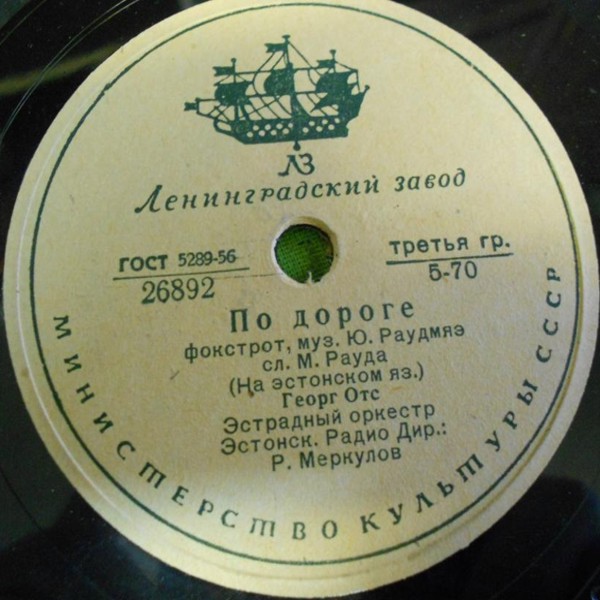 ЛЗ
Ленинградский завод
ГОСТ 5289-56
26892
третья гр.
5-70
По дороге
фокстрот, муз. Ю. Раудмяэ
сл. М. Рауда
(На эстонском яз.)
Георг Отс
Эстрадный оркестр
Эстонск. Радио Дир.:
Р. Меркулов
МИНИСТЕРСТВО КУЛЬТУРЫ СССР